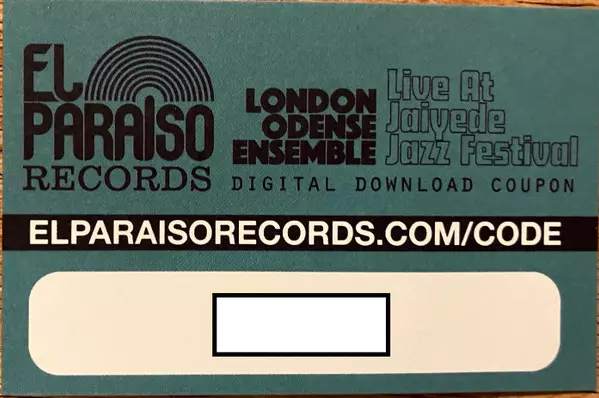 EL
PARAISO
RECORDS
LONDON
ODENSE
ENSEMBLE
Live At
Jaiyede
Jazz Festival
DIGITAL DOWNLOAD COUPON
ELPARAISORECORDS.COM/CODE